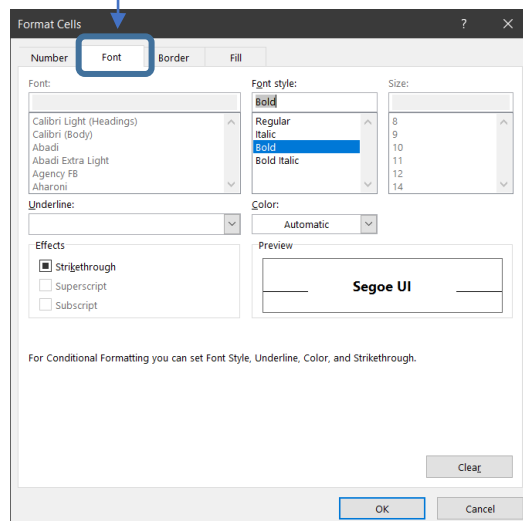 Format Cells ? ×
Number Font Border Fill
Font: Font style: Size:
Bold
Calibri Light (Headings) Regular 8
Calibri (Body) Italic 9
Abadi Bold 10
Abadi Extra Light Bold Italic 11
Agency FB 12
Aharoni 14
Underline: Color:
Automatic
Effects Preview
Strikethrough
Superscript Segoe UI
Subscript
For Conditional Formatting you can set Font Style, Underline, Color, and Strikethrough.
Clear
OK Cancel